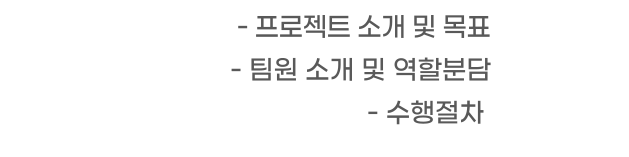 - 프로젝트 소개 및 목표
- 팀원 소개 및 역할분담
- 수행절차